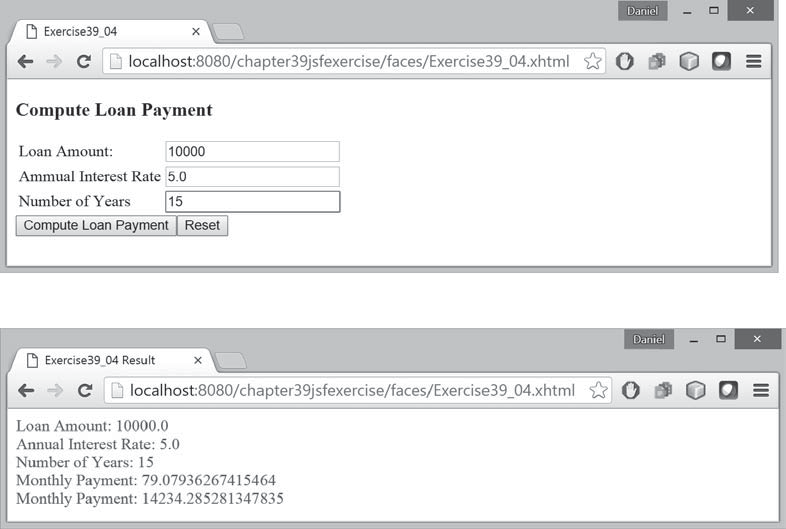 Daniel
Exercise39_04
localhost:8080/chapter39jsfexercise/faces/Exercise39_04.xhtml
Compute Loan Payment
Loan Amount: 10000
Ammual Interest Rate 5.0
Number of Years 15
Compute Loan Payment Reset
Daniel
Exercise39_04 Result
localhost:8080/chapter39jsfexercise/faces/Exercise39_04.xhtml
Loan Amount: 10000.0
Annual Interest Rate: 5.0
Number of Years: 15
Monthly Payment: 79.07936267415464
Monthly Payment: 14234.285281347835